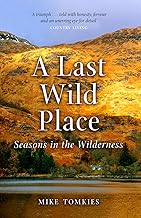 A triumph ... told with honesty, fervour
and an unerring eye for detail
COUNTRY LIVING
A Last
Wild
Place
Seasons in the Wilderness
MIKE TOMKIES